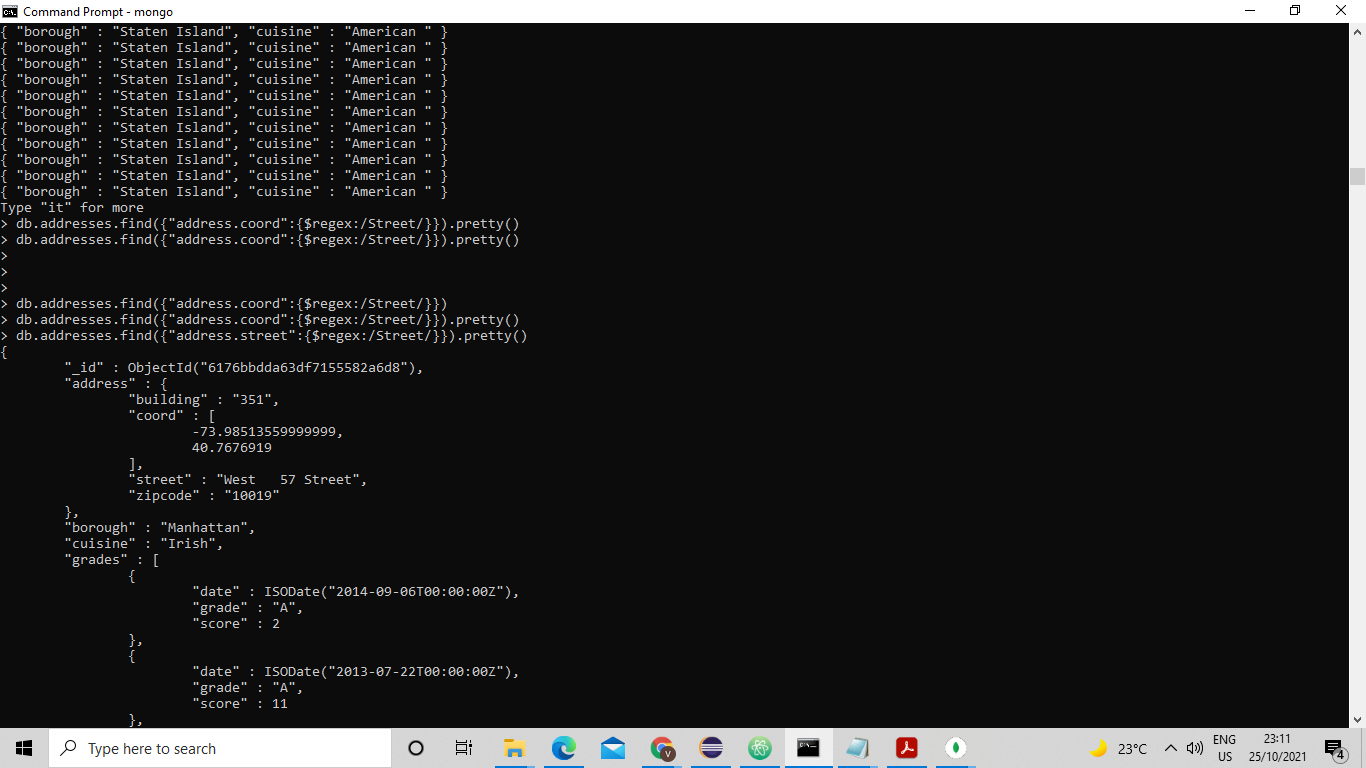 Command Prompt - mongo
{ "borough" : "Staten Island", "cuisine" : "American " }
{ "borough" : "Staten Island", "cuisine" : "American " }
{ "borough" : "Staten Island", "cuisine" : "American " }
{ "borough" : "Staten Island", "cuisine" : "American " }
{ "borough" : "Staten Island", "cuisine" : "American " }
{ "borough" : "Staten Island", "cuisine" : "American " }
{ "borough" : "Staten Island", "cuisine" : "American " }
{ "borough" : "Staten Island", "cuisine" : "American " }
{ "borough" : "Staten Island", "cuisine" : "American " }
{ "borough" : "Staten Island", "cuisine" : "American " }
{ "borough" : "Staten Island", "cuisine" : "American " }
Type "it" for more
> db.addresses.find({"address.coord":{$regex:/Street/}}).pretty()
> db.addresses.find({"address.coord":{$regex:/Street/}}).pretty()
>
>
>
> db.addresses.find({"address.coord":{$regex:/Street/}})
> db.addresses.find({"address.coord":{$regex:/Street/}}).pretty()
> db.addresses.find({"address.street":{$regex:/Street/}}).pretty()
{
        "_id" : ObjectId("6176bbdda63df7155582a6d8"),
        "address" : {
                "building" : "351",
                "coord" : [
                        -73.98513559999999,
                        40.7676919
                ],
                "street" : "West   57 Street",
                "zipcode" : "10019"
        },
        "borough" : "Manhattan",
        "cuisine" : "Irish",
        "grades" : [
                {
                        "date" : ISODate("2014-09-06T00:00:00Z"),
                        "grade" : "A",
                        "score" : 2
                },
                {
                        "date" : ISODate("2013-07-22T00:00:00Z"),
                        "grade" : "A",
                        "score" : 11
                },
Type here to search
V
23°C
ENG
US
23:11
25/10/2021
4